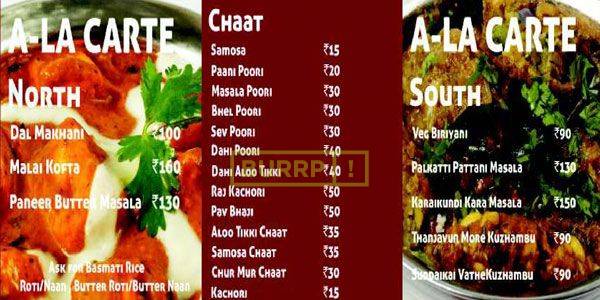 A-LA CARTE
North
Dal Makhani ₹100
Malai Kofta ₹160
Paneer Butter Masala ₹130
Ask for Basmati Rice
Roti/Naan, Butter Roti/Butter Naan
Chaat
Samosa ₹15
Paani Poori ₹20
Masala Poori ₹30
Bhel Poori ₹30
Sev Poori ₹30
Dahi Poori ₹40
Dahi Aloo Tikki ₹40
Raj Kachori ₹50
Pav Bhaji ₹50
Aloo Tikki Chaat ₹35
Samosa Chaat ₹35
Chur Mur Chaat ₹30
Kachori ₹15
BURRP!
A-LA CARTE
South
Veg Biriyani ₹90
Palkatti Pattani Masala ₹130
Karaikundi Kara Masala ₹150
Thanjavun More Kuzhambu ₹90
Sundaikai VatheKuzhambu ₹90